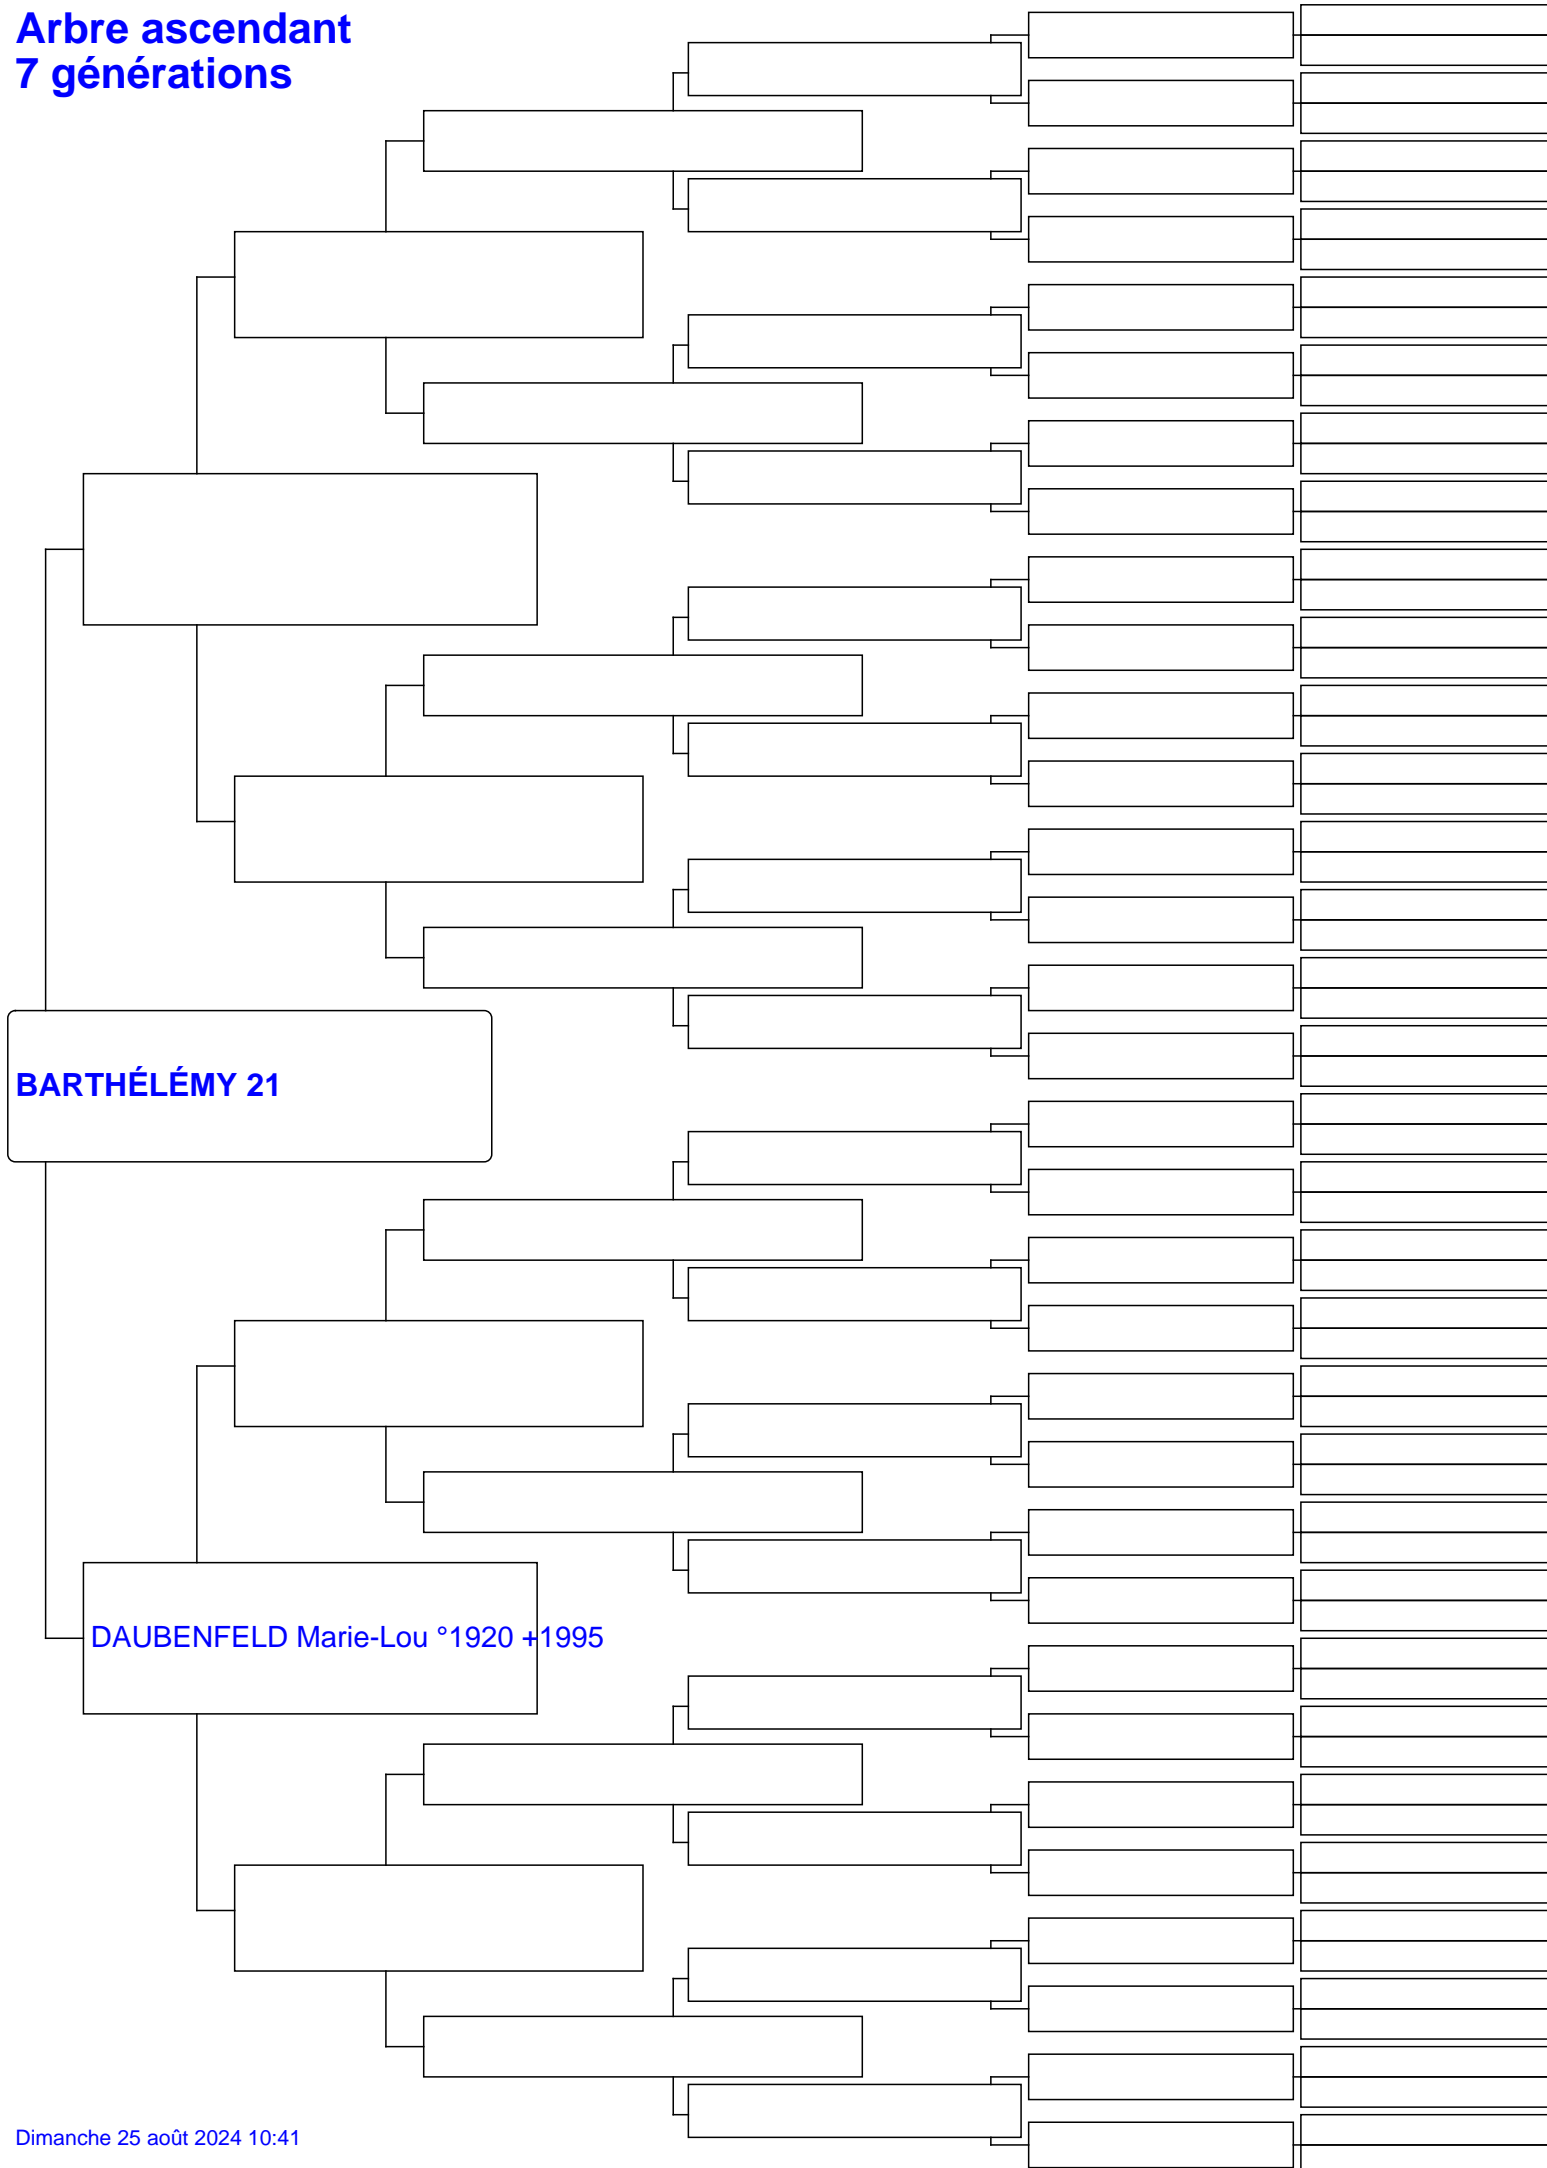 Arbre ascendant
7 générations
BARTHÉLÉMY 21
DAUBENFELD Marie-Lou °1920 +1995
Dimanche 25 août 2024 10:41